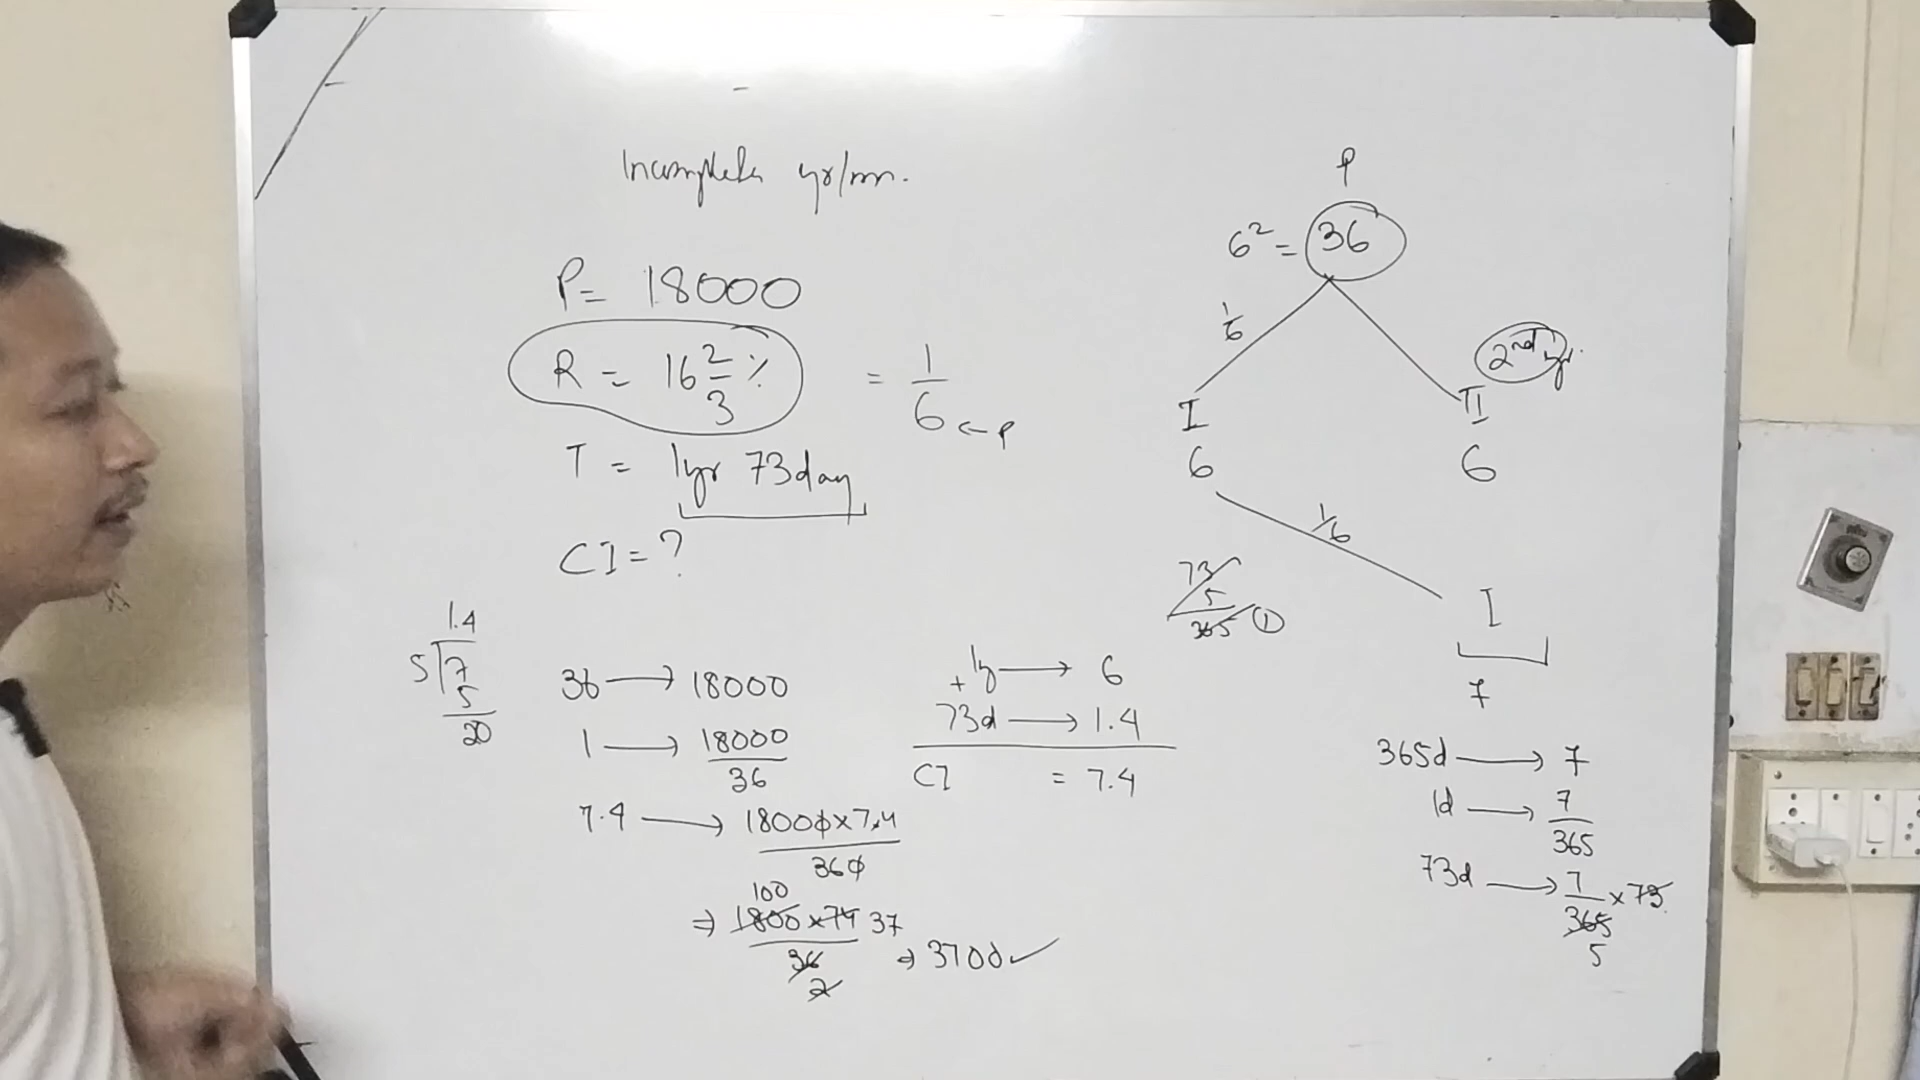 Incomplete yr/mn.
P= 18000
R = 16 2/3 % = 1/6 ← P
T = 1yr 73day
CI = ?
1.4
5 7
5
20
36 → 18000
1 → 18000/36
7.4 → 18000×7.4
360
100
⇒ 1800×74 37
36
2
⇒ 3700 ✓
1y → 6
+ 73d → 1.4
CI = 7.4
P
6² = 36
1/6
2nd yr.
I II
6 6
1/6
73
5
365 1
I
7
365d → 7
1d → 7/365
73d → 7/365 × 73
5